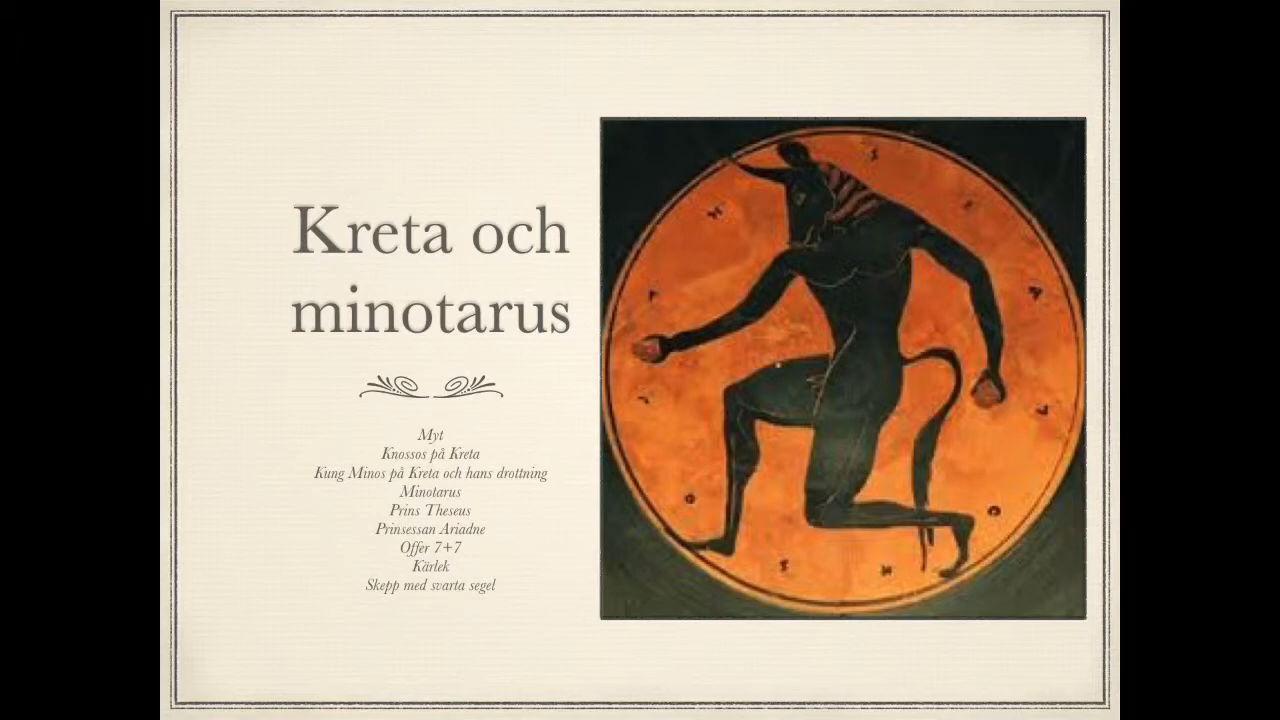 Kreta och
minotarus
Myt
Knossos på Kreta
Kung Minos på Kreta och hans drottning
Minotarus
Prins Theseus
Prinsessan Ariadne
Offer 7+7
Kärlek
Skepp med svarta segel